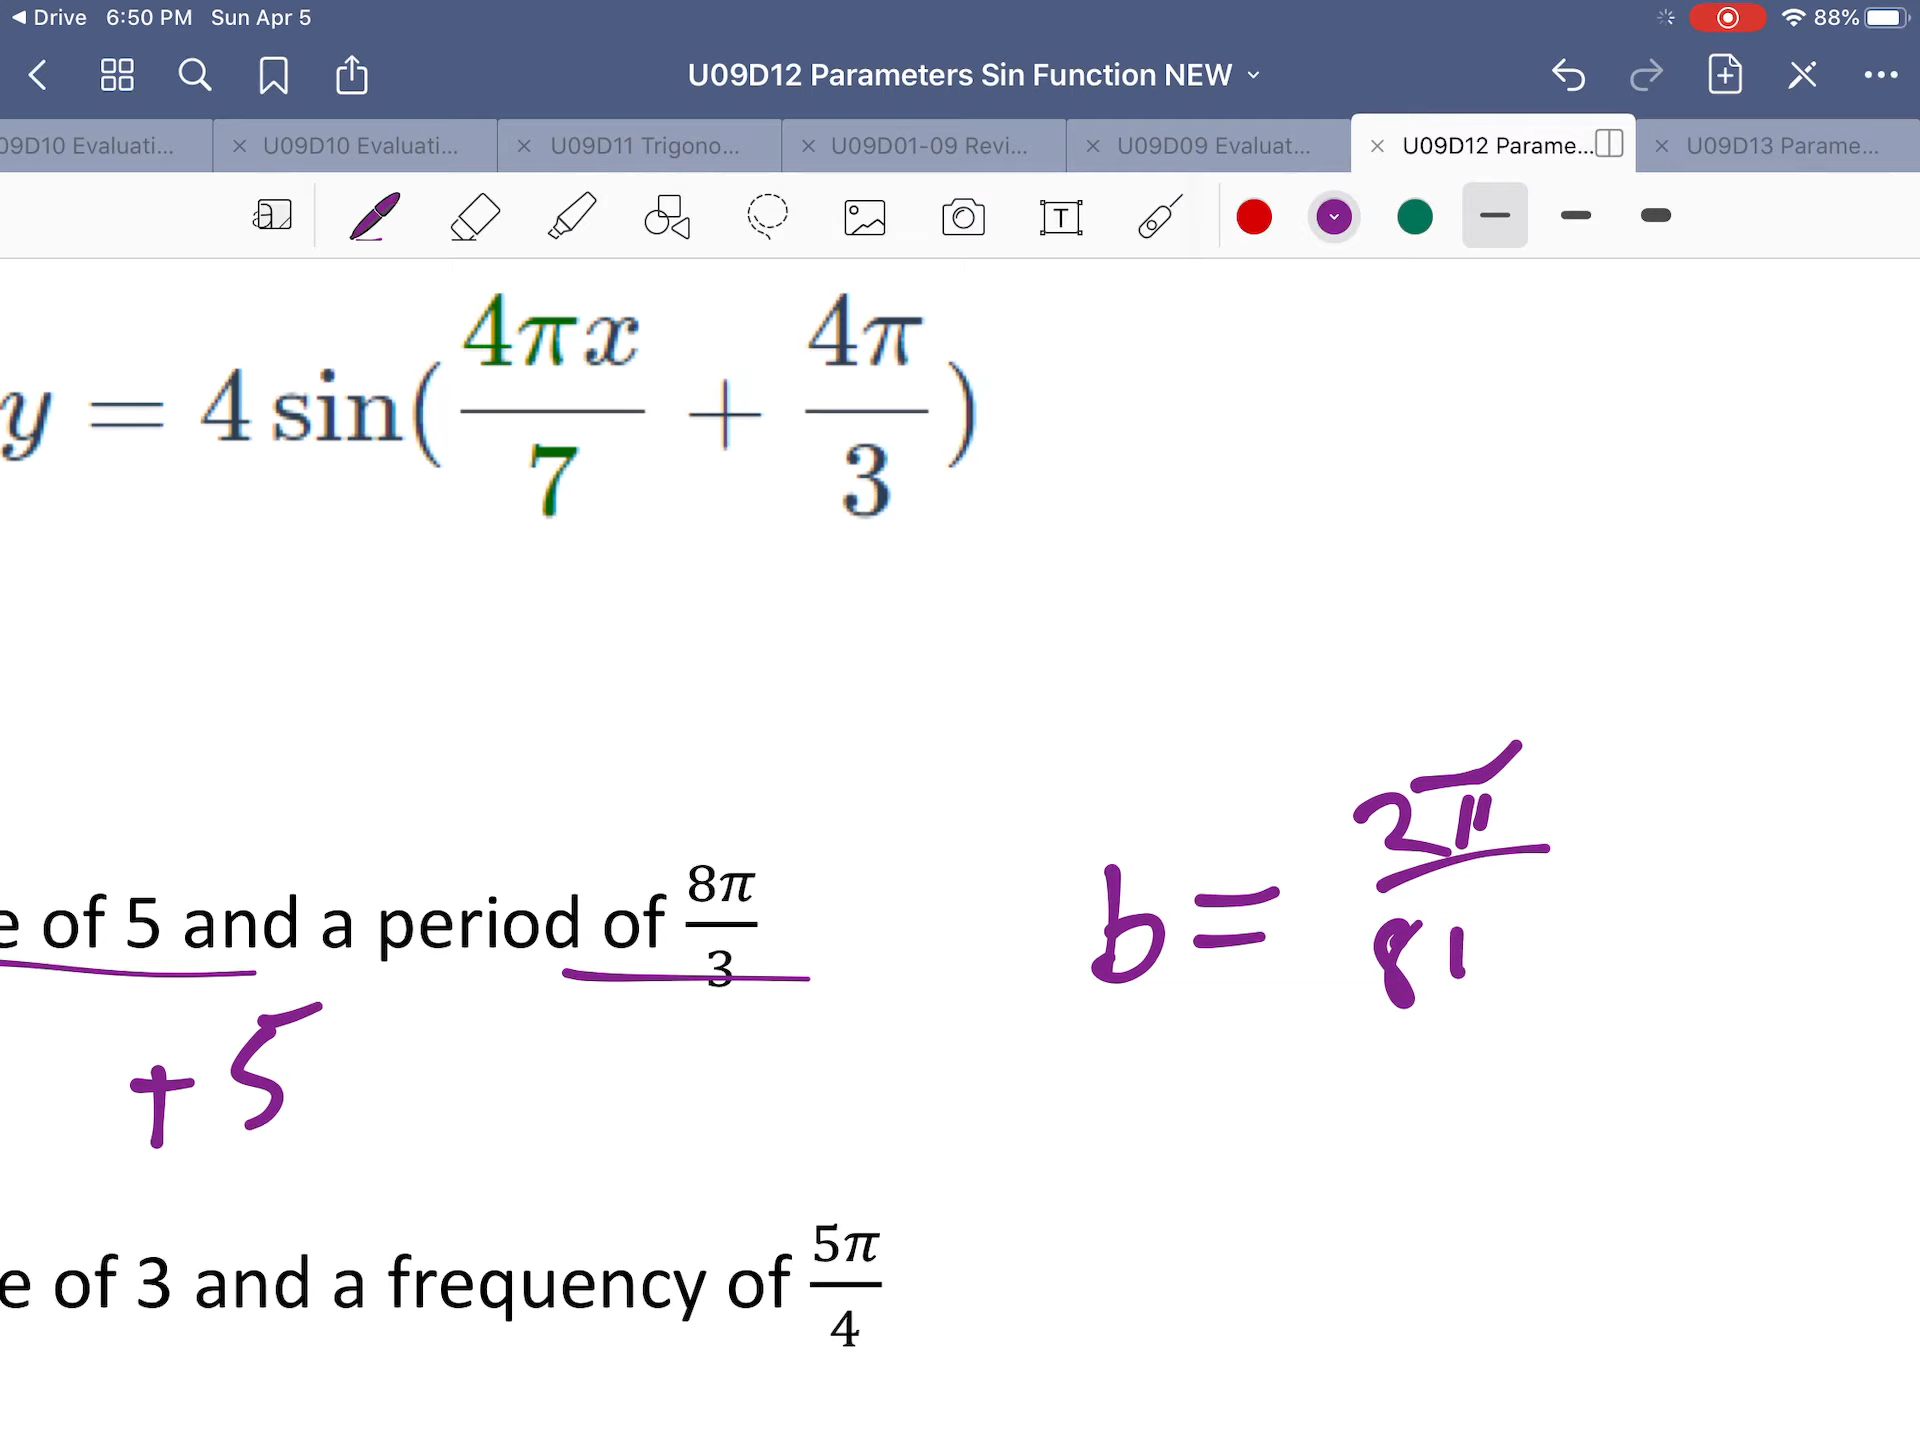 Drive 6:50 PM Sun Apr 5 88%
U09D12 Parameters Sin Function NEW
09D10 Evaluati... U09D10 Evaluati... U09D11 Trigono... U09D01-09 Revi... U09D09 Evaluat... U09D12 Parame... U09D13 Parame...
y = 4 sin(4πx/7 + 4π/3)
e of 5 and a period of 8π/3
b = 2π/81
+5
e of 3 and a frequency of 5π/4